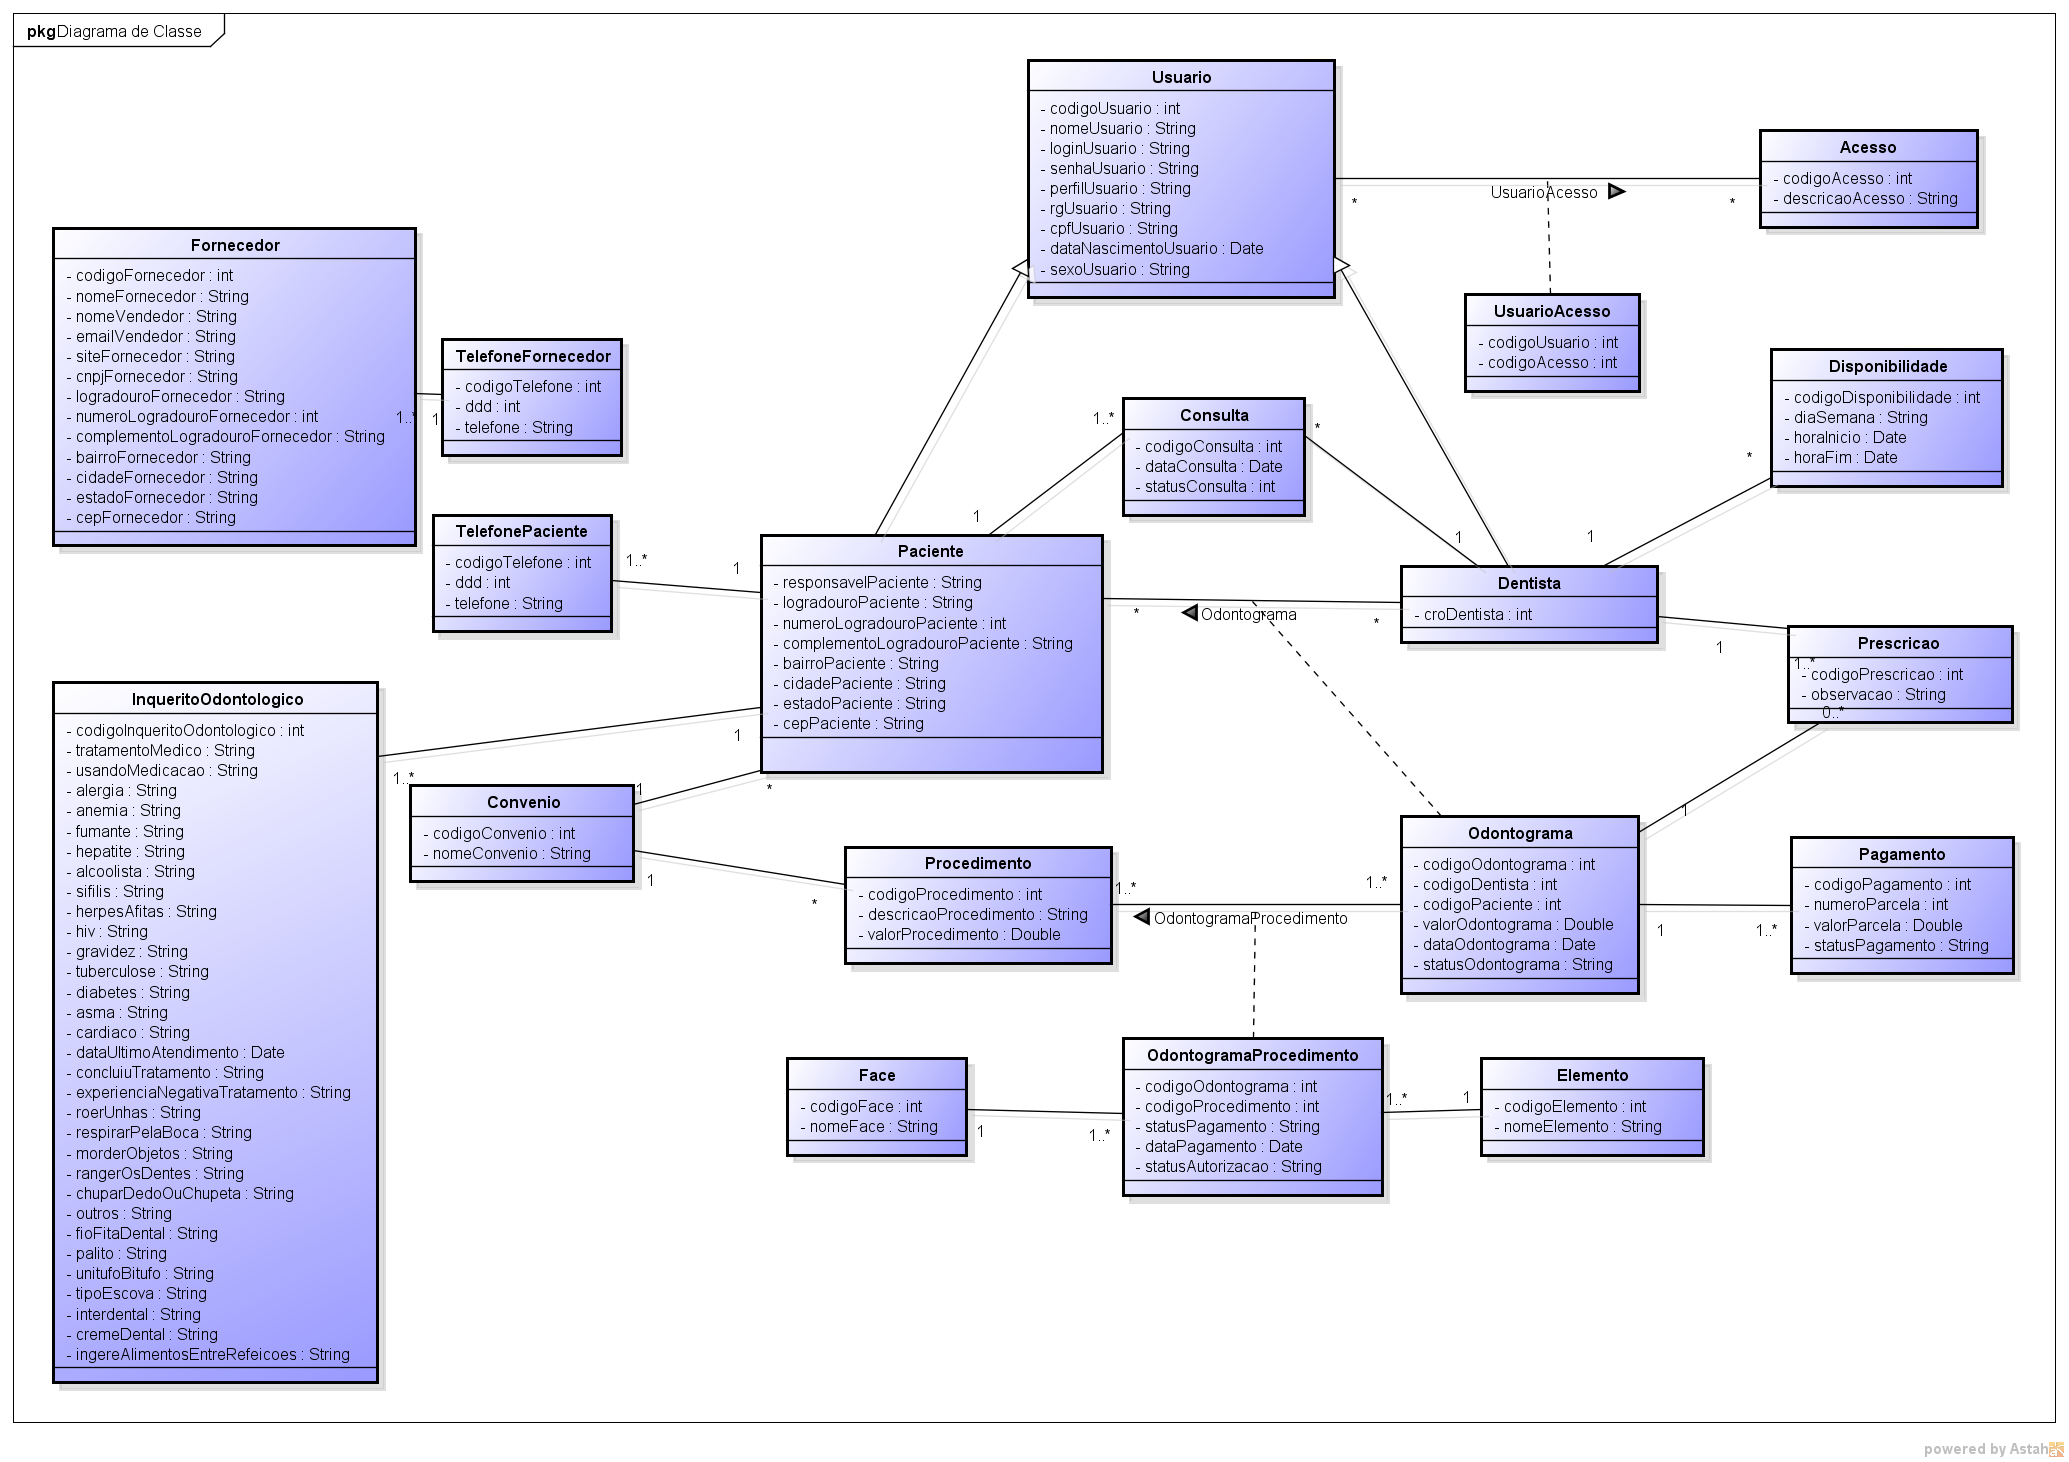 pkg Diagrama de Classe
Usuario
- codigoUsuario : int
- nomeUsuario : String
- loginUsuario : String
- senhaUsuario : String
- perfilUsuario : String
- rgUsuario : String
- cpfUsuario : String
- dataNascimentoUsuario : Date
- sexoUsuario : String
*
UsuarioAcesso
*
Acesso
- codigoAcesso : int
- descricaoAcesso : String
UsuarioAcesso
- codigoUsuario : int
- codigoAcesso : int
Fornecedor
- codigoFornecedor : int
- nomeFornecedor : String
- nomeVendedor : String
- emailVendedor : String
- siteFornecedor : String
- cnpjFornecedor : String
- logradouroFornecedor : String
- numeroLogradouroFornecedor : int
- complementoLogradouroFornecedor : String
- bairroFornecedor : String
- cidadeFornecedor : String
- estadoFornecedor : String
- cepFornecedor : String
1..*
1
TelefoneFornecedor
- codigoTelefone : int
- ddd : int
- telefone : String
TelefonePaciente
- codigoTelefone : int
- ddd : int
- telefone : String
1..*
1
Consulta
- codigoConsulta : int
- dataConsulta : Date
- statusConsulta : int
1..*
1
*
1
Disponibilidade
- codigoDisponibilidade : int
- diaSemana : String
- horaInicio : Date
- horaFim : Date
*
1
Paciente
- responsavelPaciente : String
- logradouroPaciente : String
- numeroLogradouroPaciente : int
- complementoLogradouroPaciente : String
- bairroPaciente : String
- cidadePaciente : String
- estadoPaciente : String
- cepPaciente : String
*
Odontograma
*
Dentista
- croDentista : int
1
1..*
Prescricao
- codigoPrescricao : int
- observacao : String
0..*
1
InqueritoOdontologico
- codigoInqueritoOdontologico : int
- tratamentoMedico : String
- usandoMedicacao : String
- alergia : String
- anemia : String
- fumante : String
- hepatite : String
- alcoolista : String
- sifilis : String
- herpesAfitas : String
- hiv : String
- gravidez : String
- tuberculose : String
- diabetes : String
- asma : String
- cardiaco : String
- dataUltimoAtendimento : Date
- concluiuTratamento : String
- experienciaNegativaTratamento : String
- roerUnhas : String
- respirarPelaBoca : String
- morderObjetos : String
- rangerOsDentes : String
- chuparDedoOuChupeta : String
- outros : String
- fioFitaDental : String
- palito : String
- unitufoBitufo : String
- tipoEscova : String
- interdental : String
- cremeDental : String
- ingereAlimentosEntreRefeicoes : String
1..*
1
Convenio
- codigoConvenio : int
- nomeConvenio : String
1
*
1
*
Procedimento
- codigoProcedimento : int
- descricaoProcedimento : String
- valorProcedimento : Double
1..*
OdontogramaProcedimento
1..*
Odontograma
- codigoOdontograma : int
- codigoDentista : int
- codigoPaciente : int
- valorOdontograma : Double
- dataOdontograma : Date
- statusOdontograma : String
1
1..*
Pagamento
- codigoPagamento : int
- numeroParcela : int
- valorParcela : Double
- statusPagamento : String
Face
- codigoFace : int
- nomeFace : String
1
1..*
OdontogramaProcedimento
- codigoOdontograma : int
- codigoProcedimento : int
- statusPagamento : String
- dataPagamento : Date
- statusAutorizacao : String
1..*
1
Elemento
- codigoElemento : int
- nomeElemento : String
powered by Astah